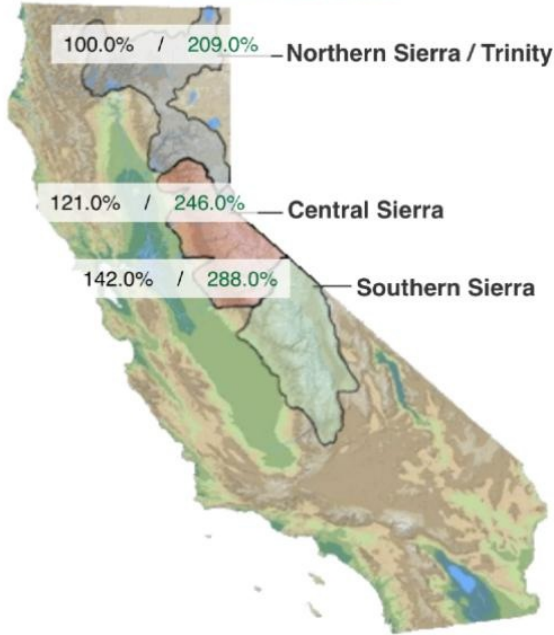 100.0% / 209.0%
Northern Sierra / Trinity
121.0% / 246.0%
Central Sierra
142.0% / 288.0%
Southern Sierra